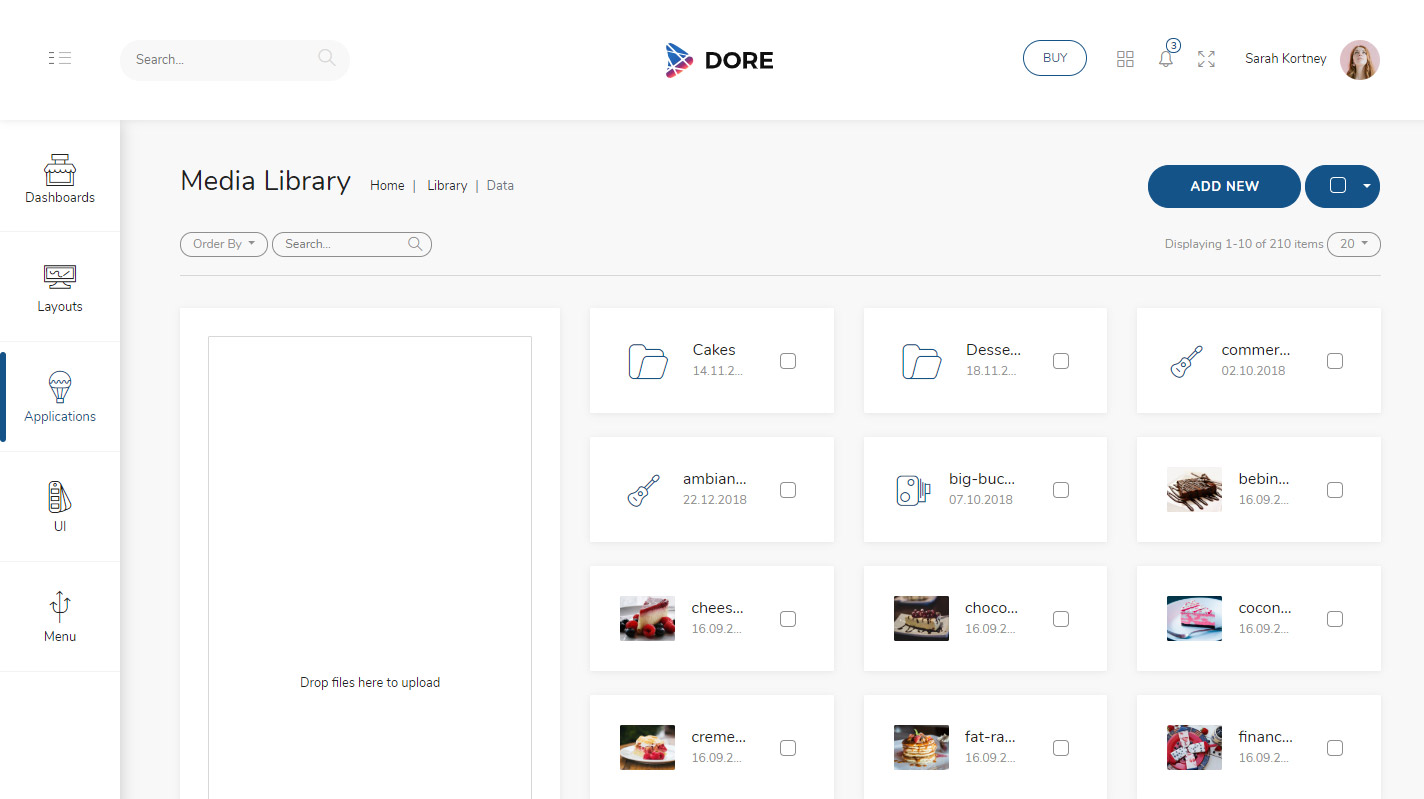 Search...
DORE
BUY
3
Sarah Kortney
Dashboards
Layouts
Applications
UI
Menu
Media Library
Home | Library | Data
ADD NEW
Order By
Search...
Displaying 1-10 of 210 items
20
Drop files here to upload
Cakes
14.11.2...
Desse...
18.11.2...
commer...
02.10.2018
ambian...
22.12.2018
big-buc...
07.10.2018
bebin...
16.09.2...
chees...
16.09.2...
choco...
16.09.2...
cocon...
16.09.2...
creme...
16.09.2...
fat-ra...
16.09.2...
financ...
16.09.2...